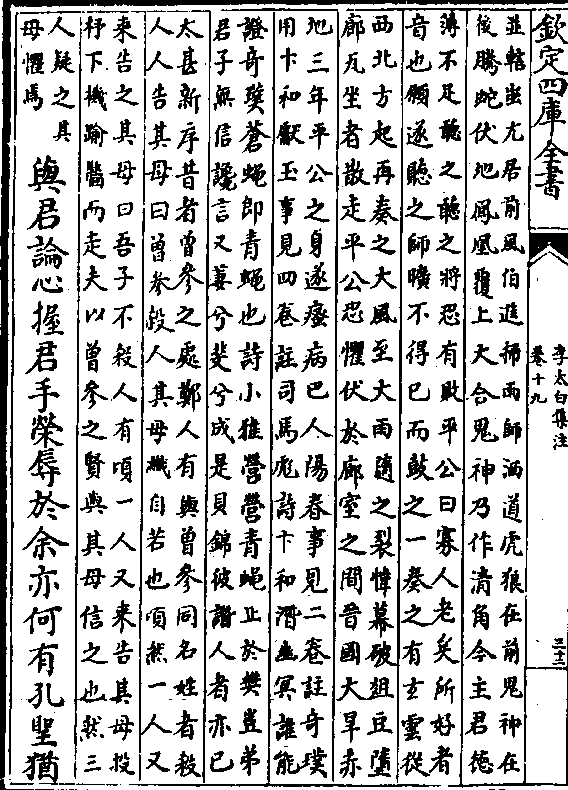 欽定四庫全書
李太白集注
卷十九
並轄蚩尤居前風伯進掃雨師洒道虎狼在前鬼神在
後騰蛇伏地鳳凰覆上大合鬼神乃作清角今主君德
薄不足聽之聽之將恐有敗平公曰寡人老矣所好者
音也願遂聽之師曠不得已而鼓之一奏之有玄雲從
西北方起再奏之大風至大雨隨之裂幃幕破俎豆墮
廊瓦坐者散走平公恐懼伏於廊室之間晉國大旱赤
地三年平公之身遂癃病巴人陽春事見二卷註奇璞
用卞和獻玉事見四卷註司馬彪詩卞和潛幽冥誰能
證奇璧蒼蠅即青蠅也詩小雅營營青蠅止於樊豈弟
君子無信讒言又萋兮斐兮成是貝錦彼譖人者亦已
太甚新序昔者曾參之處鄭人有與曾參同名姓者殺
人人告其母曰曾參殺人其母織自若也頃然一人又
來告之其母曰吾子不殺人有頃一人又來告其母投
杼下機踰牆而走夫以曾參之賢與其母信之也然三
人疑之其
母懼焉
與君論心握君手榮辱於余亦何有孔聖猶